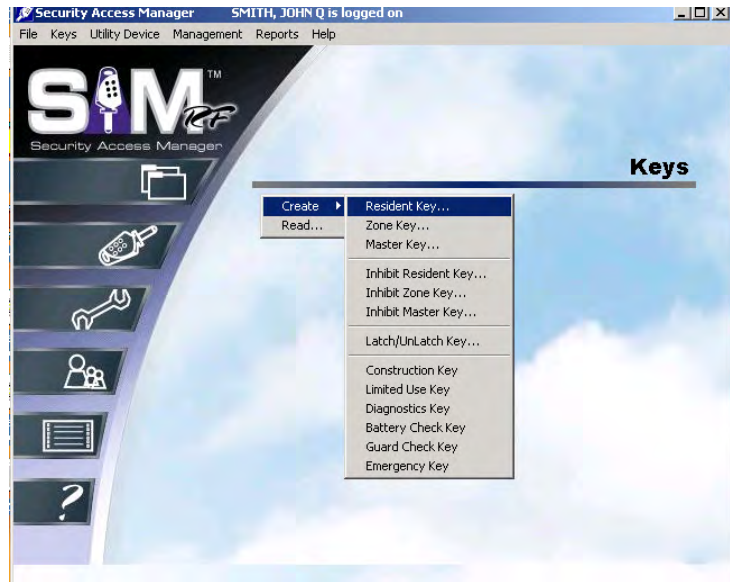 Security Access Manager SMITH, JOHN Q is logged on
File Keys Utility Device Management Reports Help
SAM TM
RF
Security Access Manager
Keys
Create
Read...
Resident Key...
Zone Key...
Master Key...
Inhibit Resident Key...
Inhibit Zone Key...
Inhibit Master Key...
Latch/UnLatch Key...
Construction Key
Limited Use Key
Diagnostics Key
Battery Check Key
Guard Check Key
Emergency Key
?